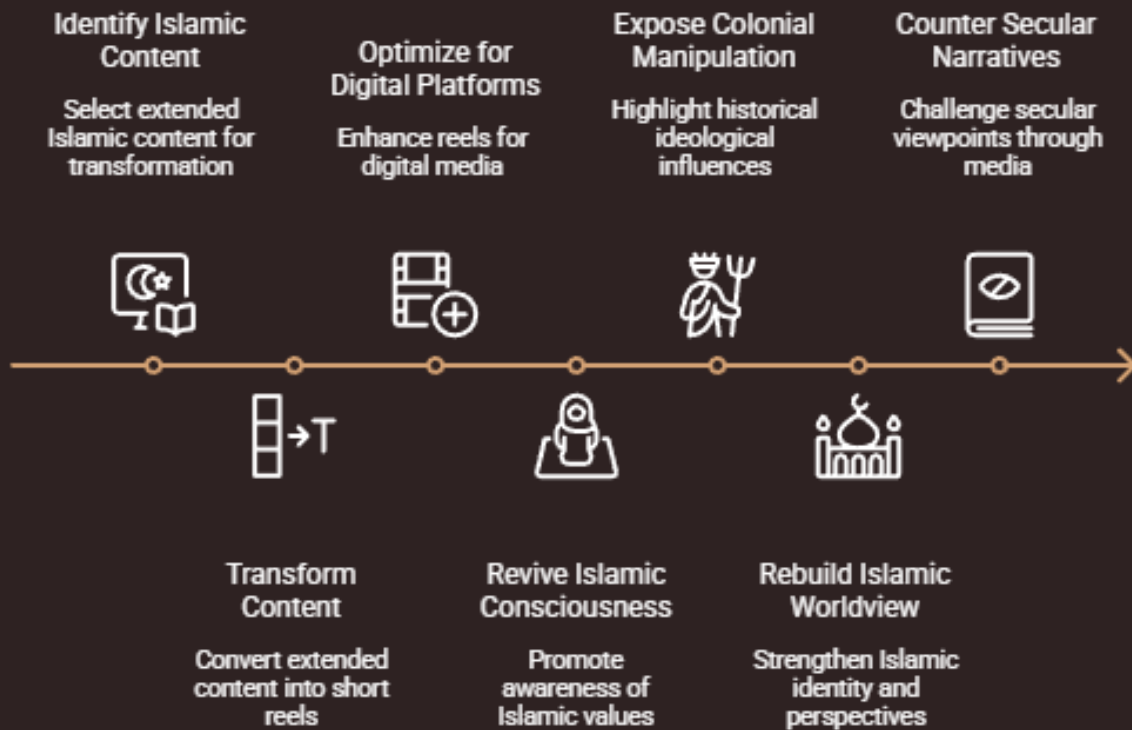 Identify Islamic
Content
Select extended
Islamic content for
transformation
Optimize for
Digital Platforms
Enhance reels for
digital media
Expose Colonial
Manipulation
Highlight historical
ideological
influences
Counter Secular
Narratives
Challenge secular
viewpoints through
media
T
Transform
Content
Convert extended
content into short
reels
Revive Islamic
Consciousness
Promote
awareness of
Islamic values
Rebuild Islamic
Worldview
Strengthen Islamic
identity and
perspectives